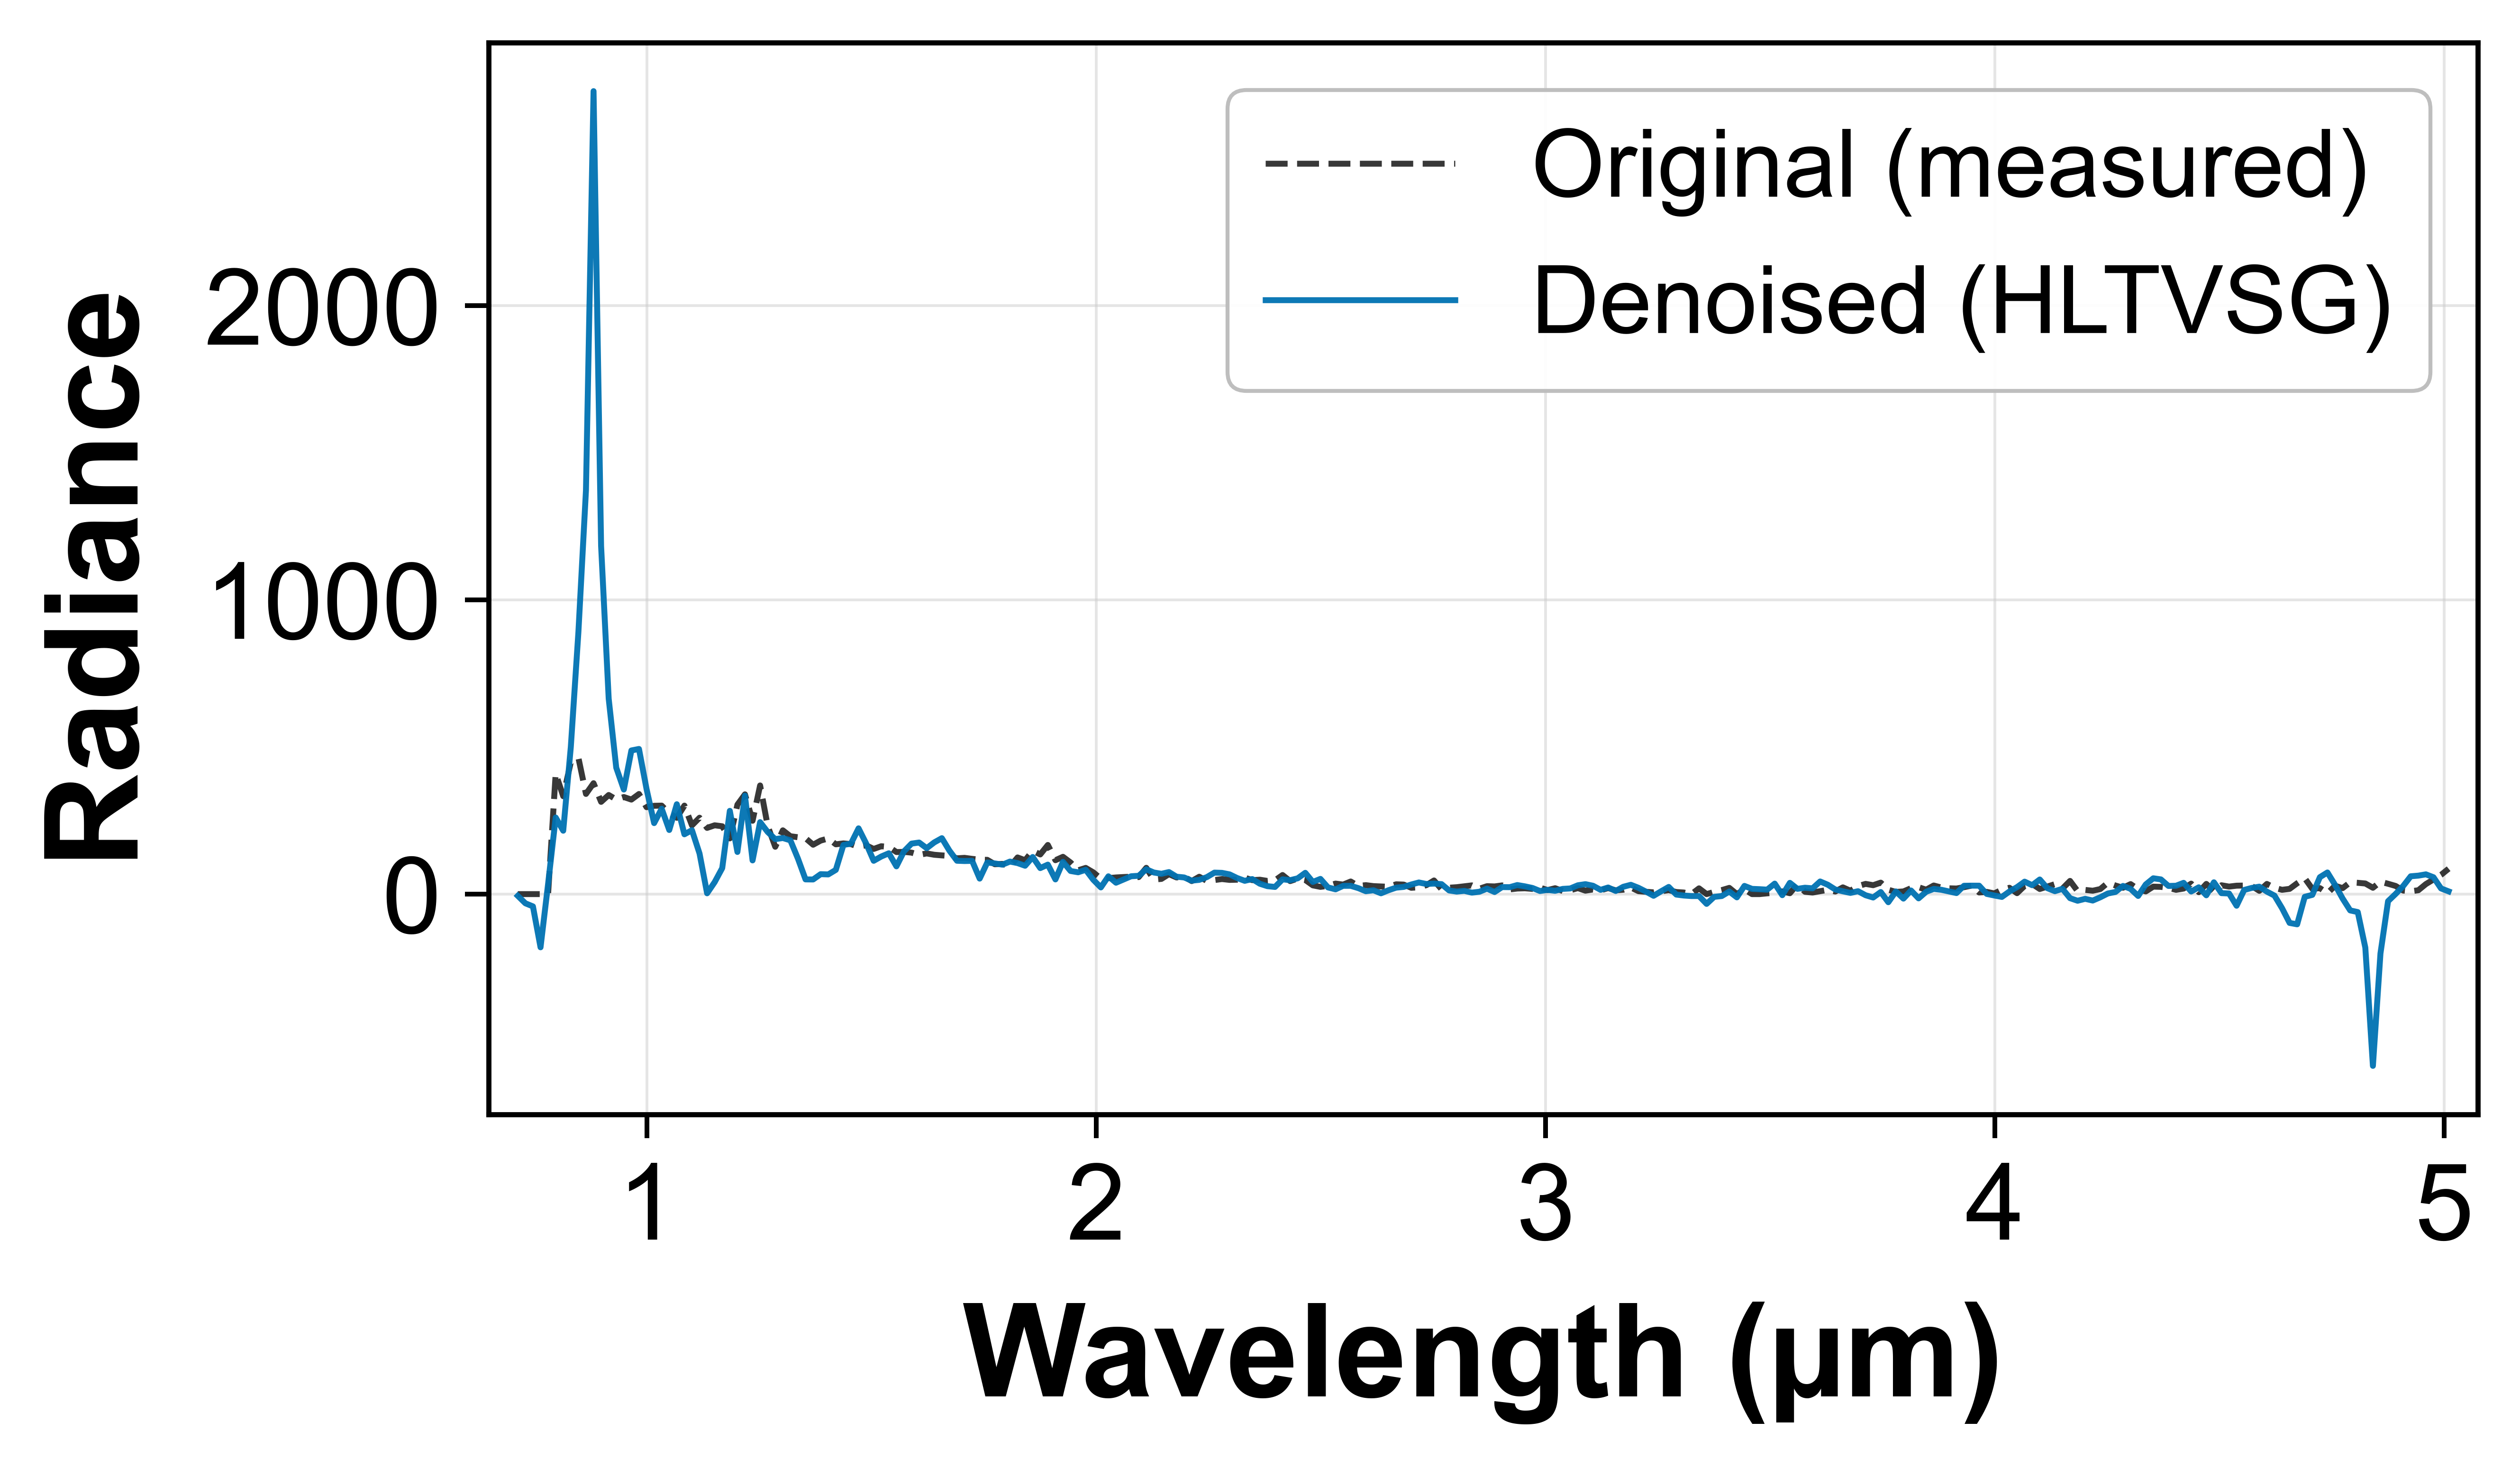 Original (measured)
Denoised (HLTVSG)
Radiance
2000
1000
0
1 2 3 4 5
Wavelength (µm)